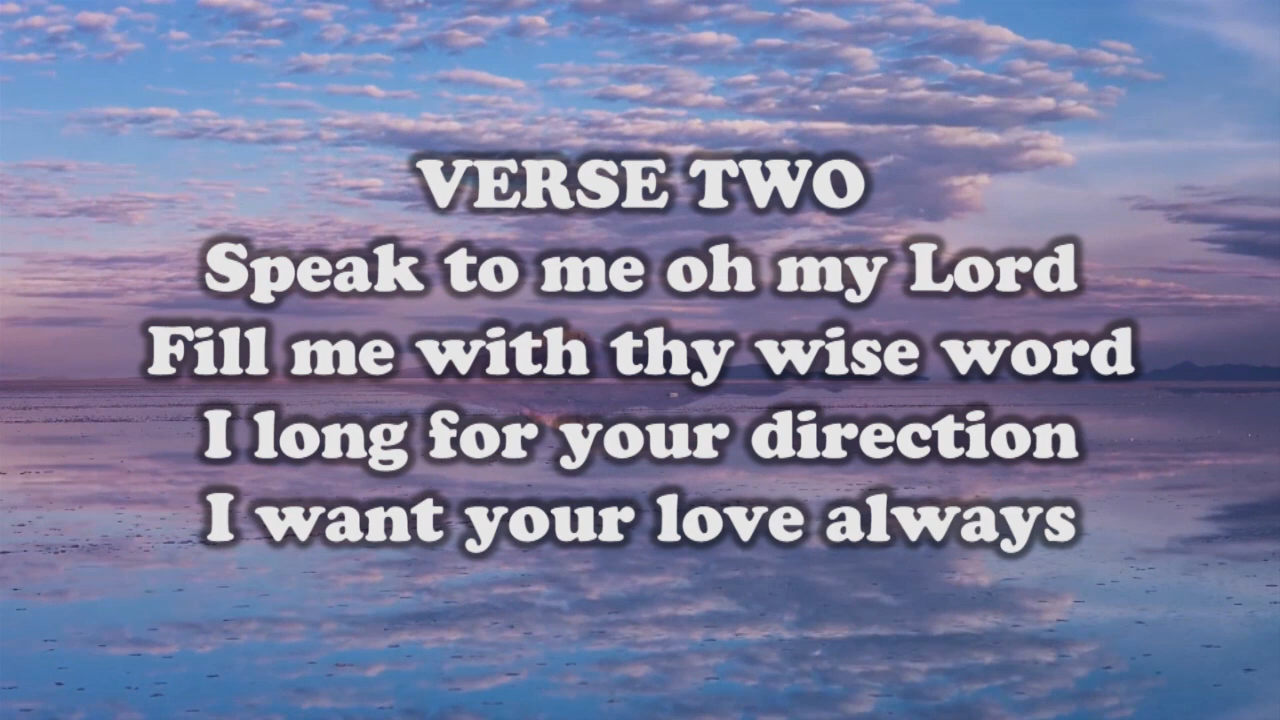 VERSE TWO
Speak to me oh my Lord
Fill me with thy wise word
I long for your direction
I want your love always